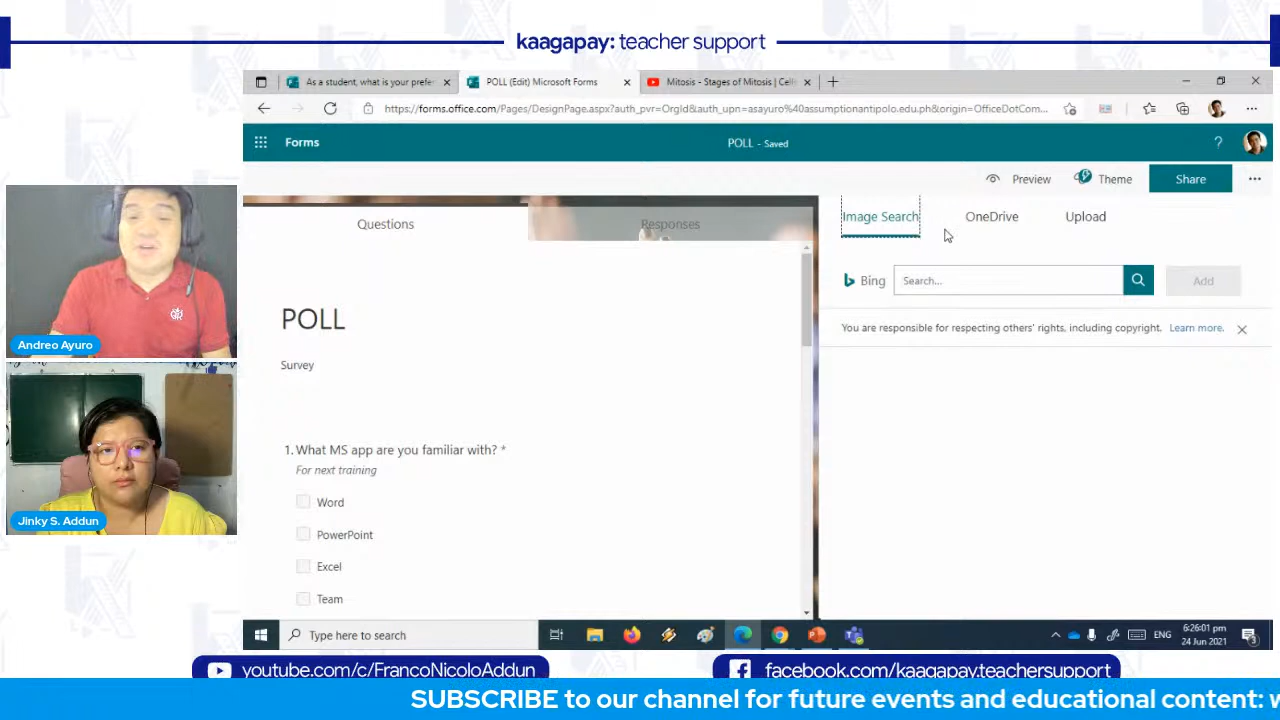 kaagapay: teacher support
As a student, what is your prefe
POLL (Edit) Microsoft Forms
Mitosis - Stages of Mitosis | Cell
https://forms.office.com/Pages/DesignPage.aspx?auth_pvr=OrgId&auth_upn=asayuro%40assumptionantipolo.edu.ph&origin=OfficeDotCom...
Forms
POLL - Saved
?
Preview
Theme
Share
Questions
Responses
Image Search
OneDrive
Upload
Bing
Search...
Add
You are responsible for respecting others' rights, including copyright. Learn more.
POLL
Survey
1. What MS app are you familiar with? *
For next training
Word
PowerPoint
Excel
Team
Andreo Ayuro
Jinky S. Addun
Type here to search
ENG
6:26:01 pm
24 Jun 2021
3
youtube.com/c/FrancoNicoloAddun
facebook.com/kaagapay.teachersupport
SUBSCRIBE to our channel for future events and educational content: w